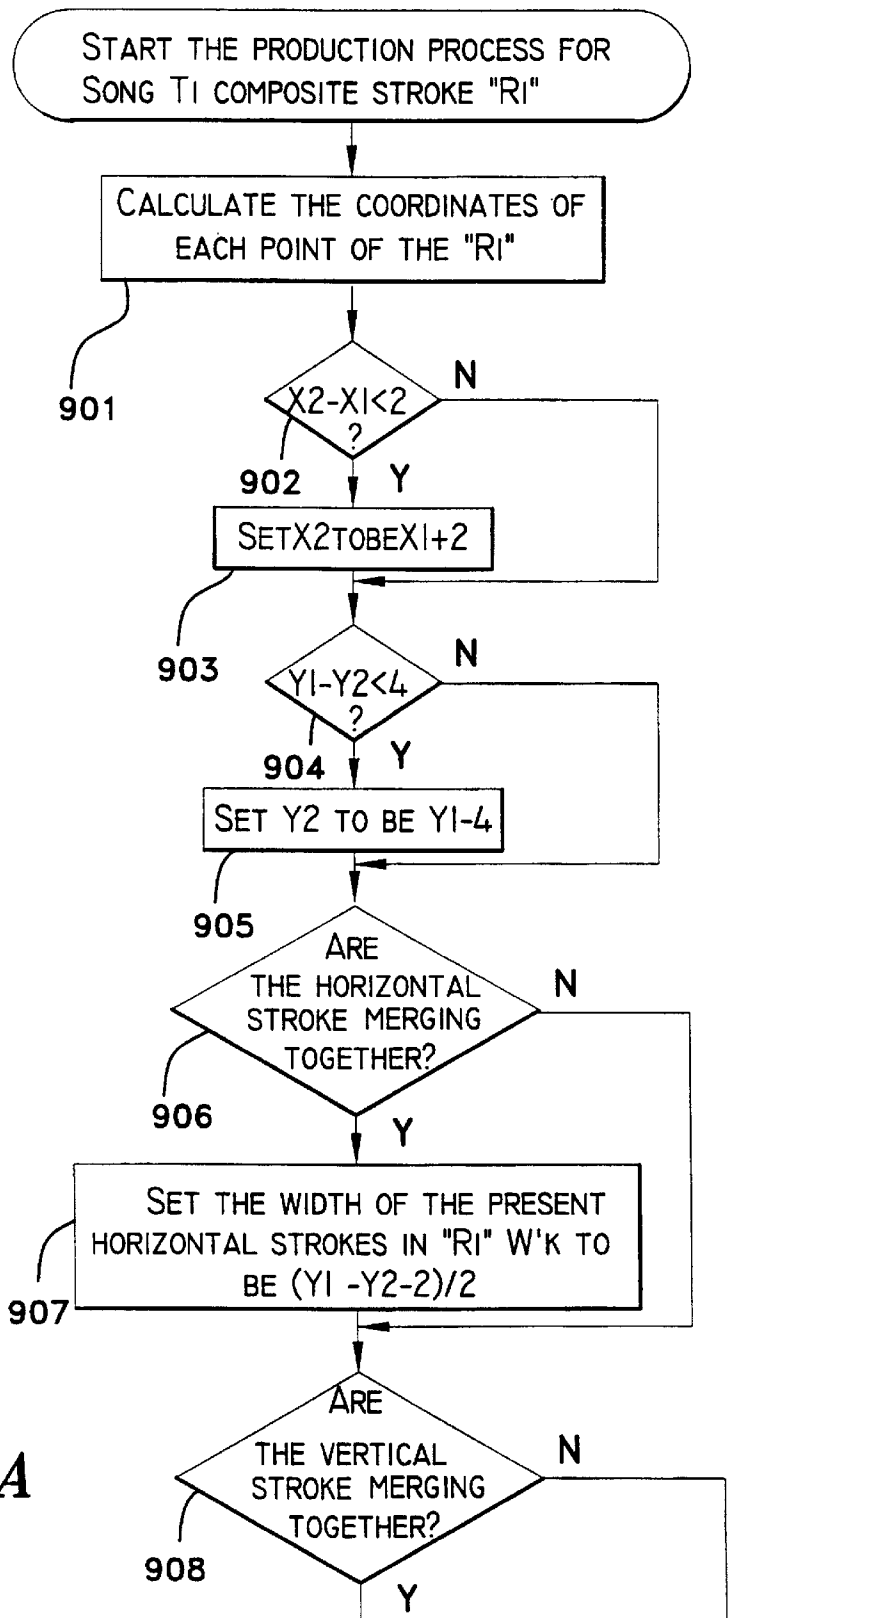 START THE PRODUCTION PROCESS FOR
SONG TI COMPOSITE STROKE "RI"
CALCULATE THE COORDINATES OF
EACH POINT OF THE "RI"
901
X2-X1<2
?
N
902
Y
SETX2TOBEX1+2
903
Y1-Y2<4
?
N
904
Y
SET Y2 TO BE Y1-4
905
ARE
THE HORIZONTAL
STROKE MERGING
TOGETHER?
N
906
Y
SET THE WIDTH OF THE PRESENT
HORIZONTAL STROKES IN "RI" W'K TO
BE (Y1 -Y2-2)/2
907
ARE
THE VERTICAL
STROKE MERGING
TOGETHER?
N
A
908
Y